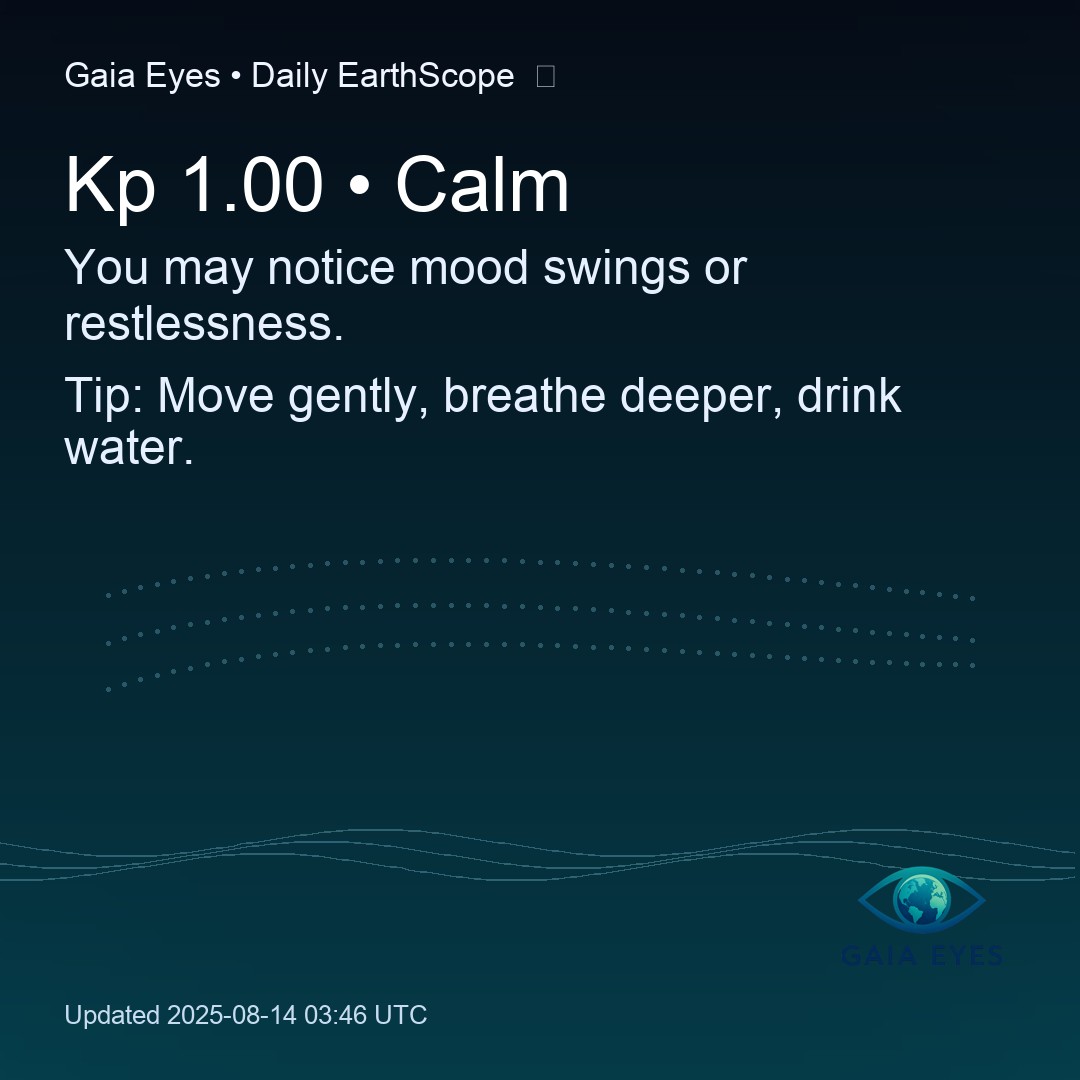 Gaia Eyes • Daily EarthScope
Kp 1.00 • Calm
You may notice mood swings or
restlessness.
Tip: Move gently, breathe deeper, drink
water.
GAIA EYES
Updated 2025-08-14 03:46 UTC